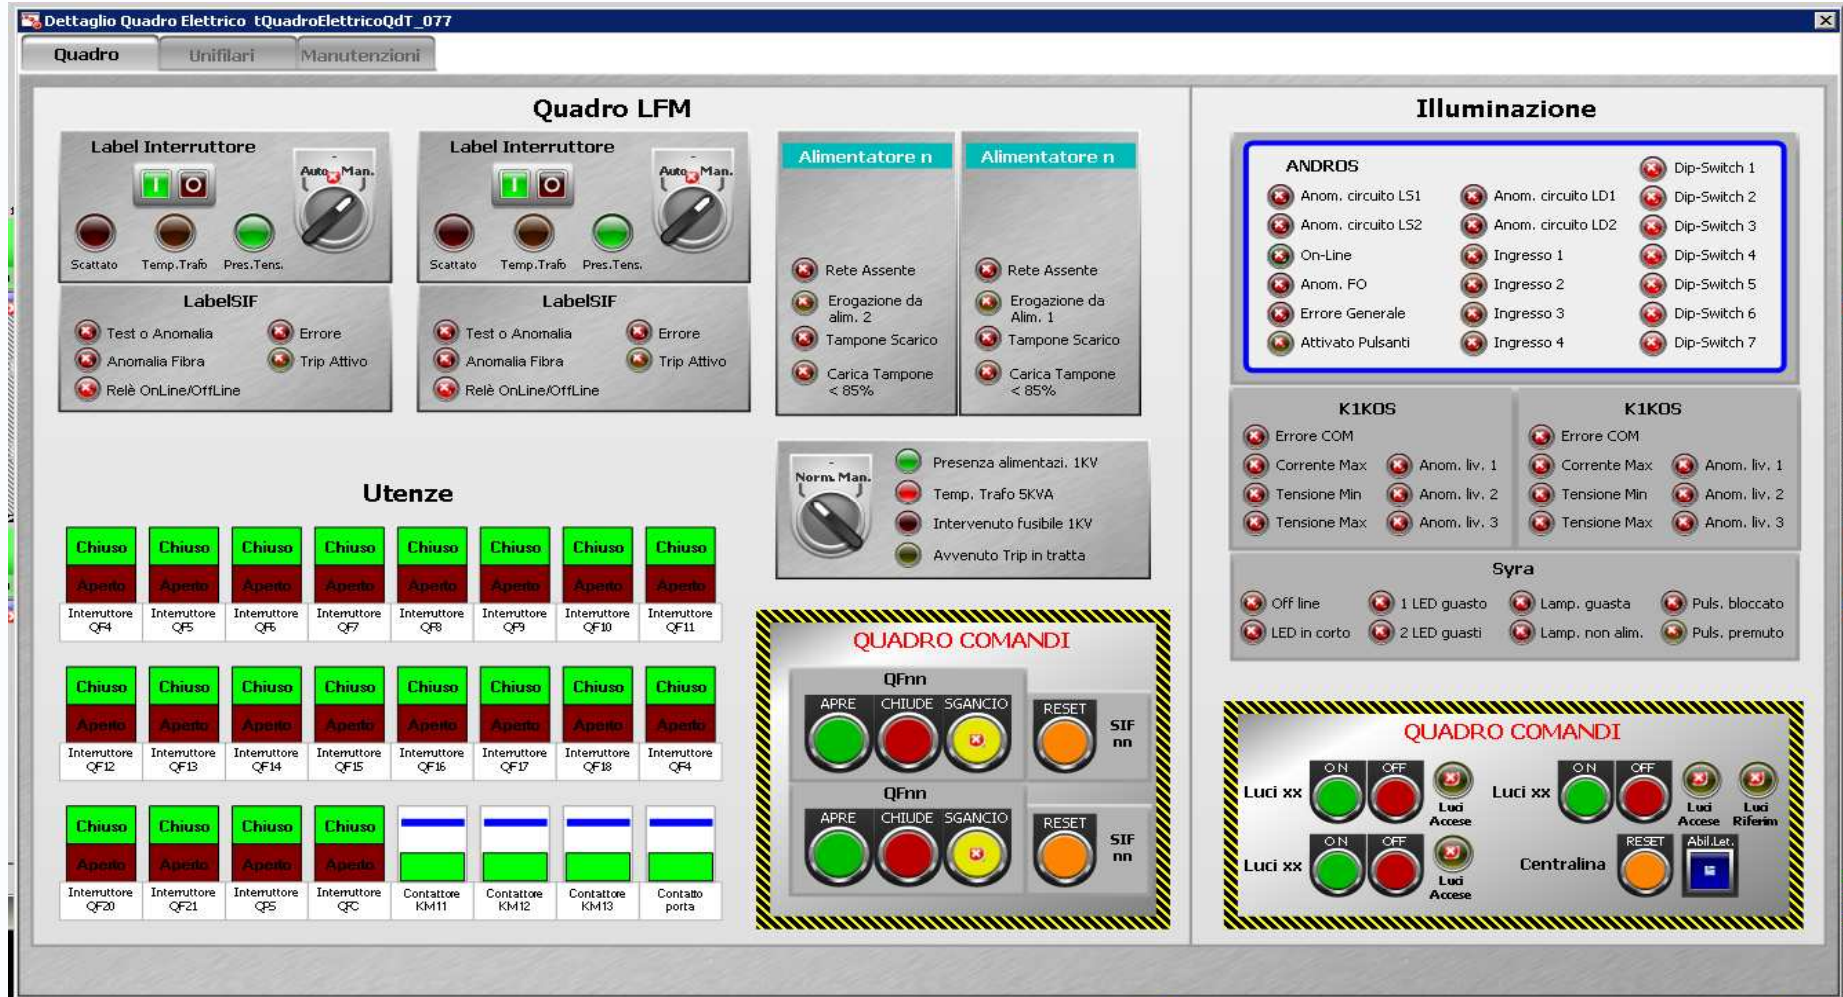 Dettaglio Quadro Elettrico tQuadroElettricoQdT_077
Quadro
Unifilari
Manutenzioni
Quadro LFM
Label Interruttore
Auto Man.
Scattato
Temp.Trafo
Pres.Tens.
LabelSIF
Test o Anomalia
Errore
Anomalia Fibra
Trip Attivo
Relè OnLine/OffLine
Label Interruttore
Auto Man.
Scattato
Temp.Trafo
Pres.Tens.
LabelSIF
Test o Anomalia
Errore
Anomalia Fibra
Trip Attivo
Relè OnLine/OffLine
Alimentatore n
Rete Assente
Erogazione da
alim. 2
Tampone Scarico
Carica Tampone
< 85%
Alimentatore n
Rete Assente
Erogazione da
Alim. 1
Tampone Scarico
Carica Tampone
< 85%
Norm. Man.
Presenza alimentazi. 1KV
Temp. Trafo 5KVA
Intervenuto fusibile 1KV
Avvenuto Trip in tratta
Utenze
Chiuso Chiuso Chiuso Chiuso Chiuso Chiuso Chiuso Chiuso
Aperto Aperto Aperto Aperto Aperto Aperto Aperto Aperto
Interruttore Interruttore Interruttore Interruttore Interruttore Interruttore Interruttore Interruttore
QF4 QF5 QF6 QF7 QF8 QF9 QF10 QF11
Chiuso Chiuso Chiuso Chiuso Chiuso Chiuso Chiuso Chiuso
Aperto Aperto Aperto Aperto Aperto Aperto Aperto Aperto
Interruttore Interruttore Interruttore Interruttore Interruttore Interruttore Interruttore Interruttore
QF12 QF13 QF14 QF15 QF16 QF17 QF18 QF4
Chiuso Chiuso Chiuso Chiuso
Aperto Aperto Aperto Aperto
Interruttore Interruttore Interruttore Interruttore Contattore Contattore Contattore Contatto
QF20 QF21 QPS QFC KM11 KM12 KM13 porta
QUADRO COMANDI
QFnn
APRE CHIUDE SGANCIO RESET
SIF
nn
QFnn
APRE CHIUDE SGANCIO RESET
SIF
nn
Illuminazione
ANDROS
Anom. circuito LS1
Anom. circuito LS2
On-Line
Anom. FO
Errore Generale
Attivato Pulsanti
Anom. circuito LD1
Anom. circuito LD2
Ingresso 1
Ingresso 2
Ingresso 3
Ingresso 4
Dip-Switch 1
Dip-Switch 2
Dip-Switch 3
Dip-Switch 4
Dip-Switch 5
Dip-Switch 6
Dip-Switch 7
K1KOS
Errore COM
Corrente Max Anom. liv. 1
Tensione Min Anom. liv. 2
Tensione Max Anom. liv. 3
K1KOS
Errore COM
Corrente Max Anom. liv. 1
Tensione Min Anom. liv. 2
Tensione Max Anom. liv. 3
Syra
Off line 1 LED guasto Lamp. guasta Puls. bloccato
LED in corto 2 LED guasti Lamp. non alim. Puls. premuto
QUADRO COMANDI
Luci xx
ON OFF
Luci
Accese
Luci xx
ON OFF
Luci
Accese
Luci
Riferim
Luci xx
ON OFF
Luci
Accese
Centralina
RESET
Abil.Let.